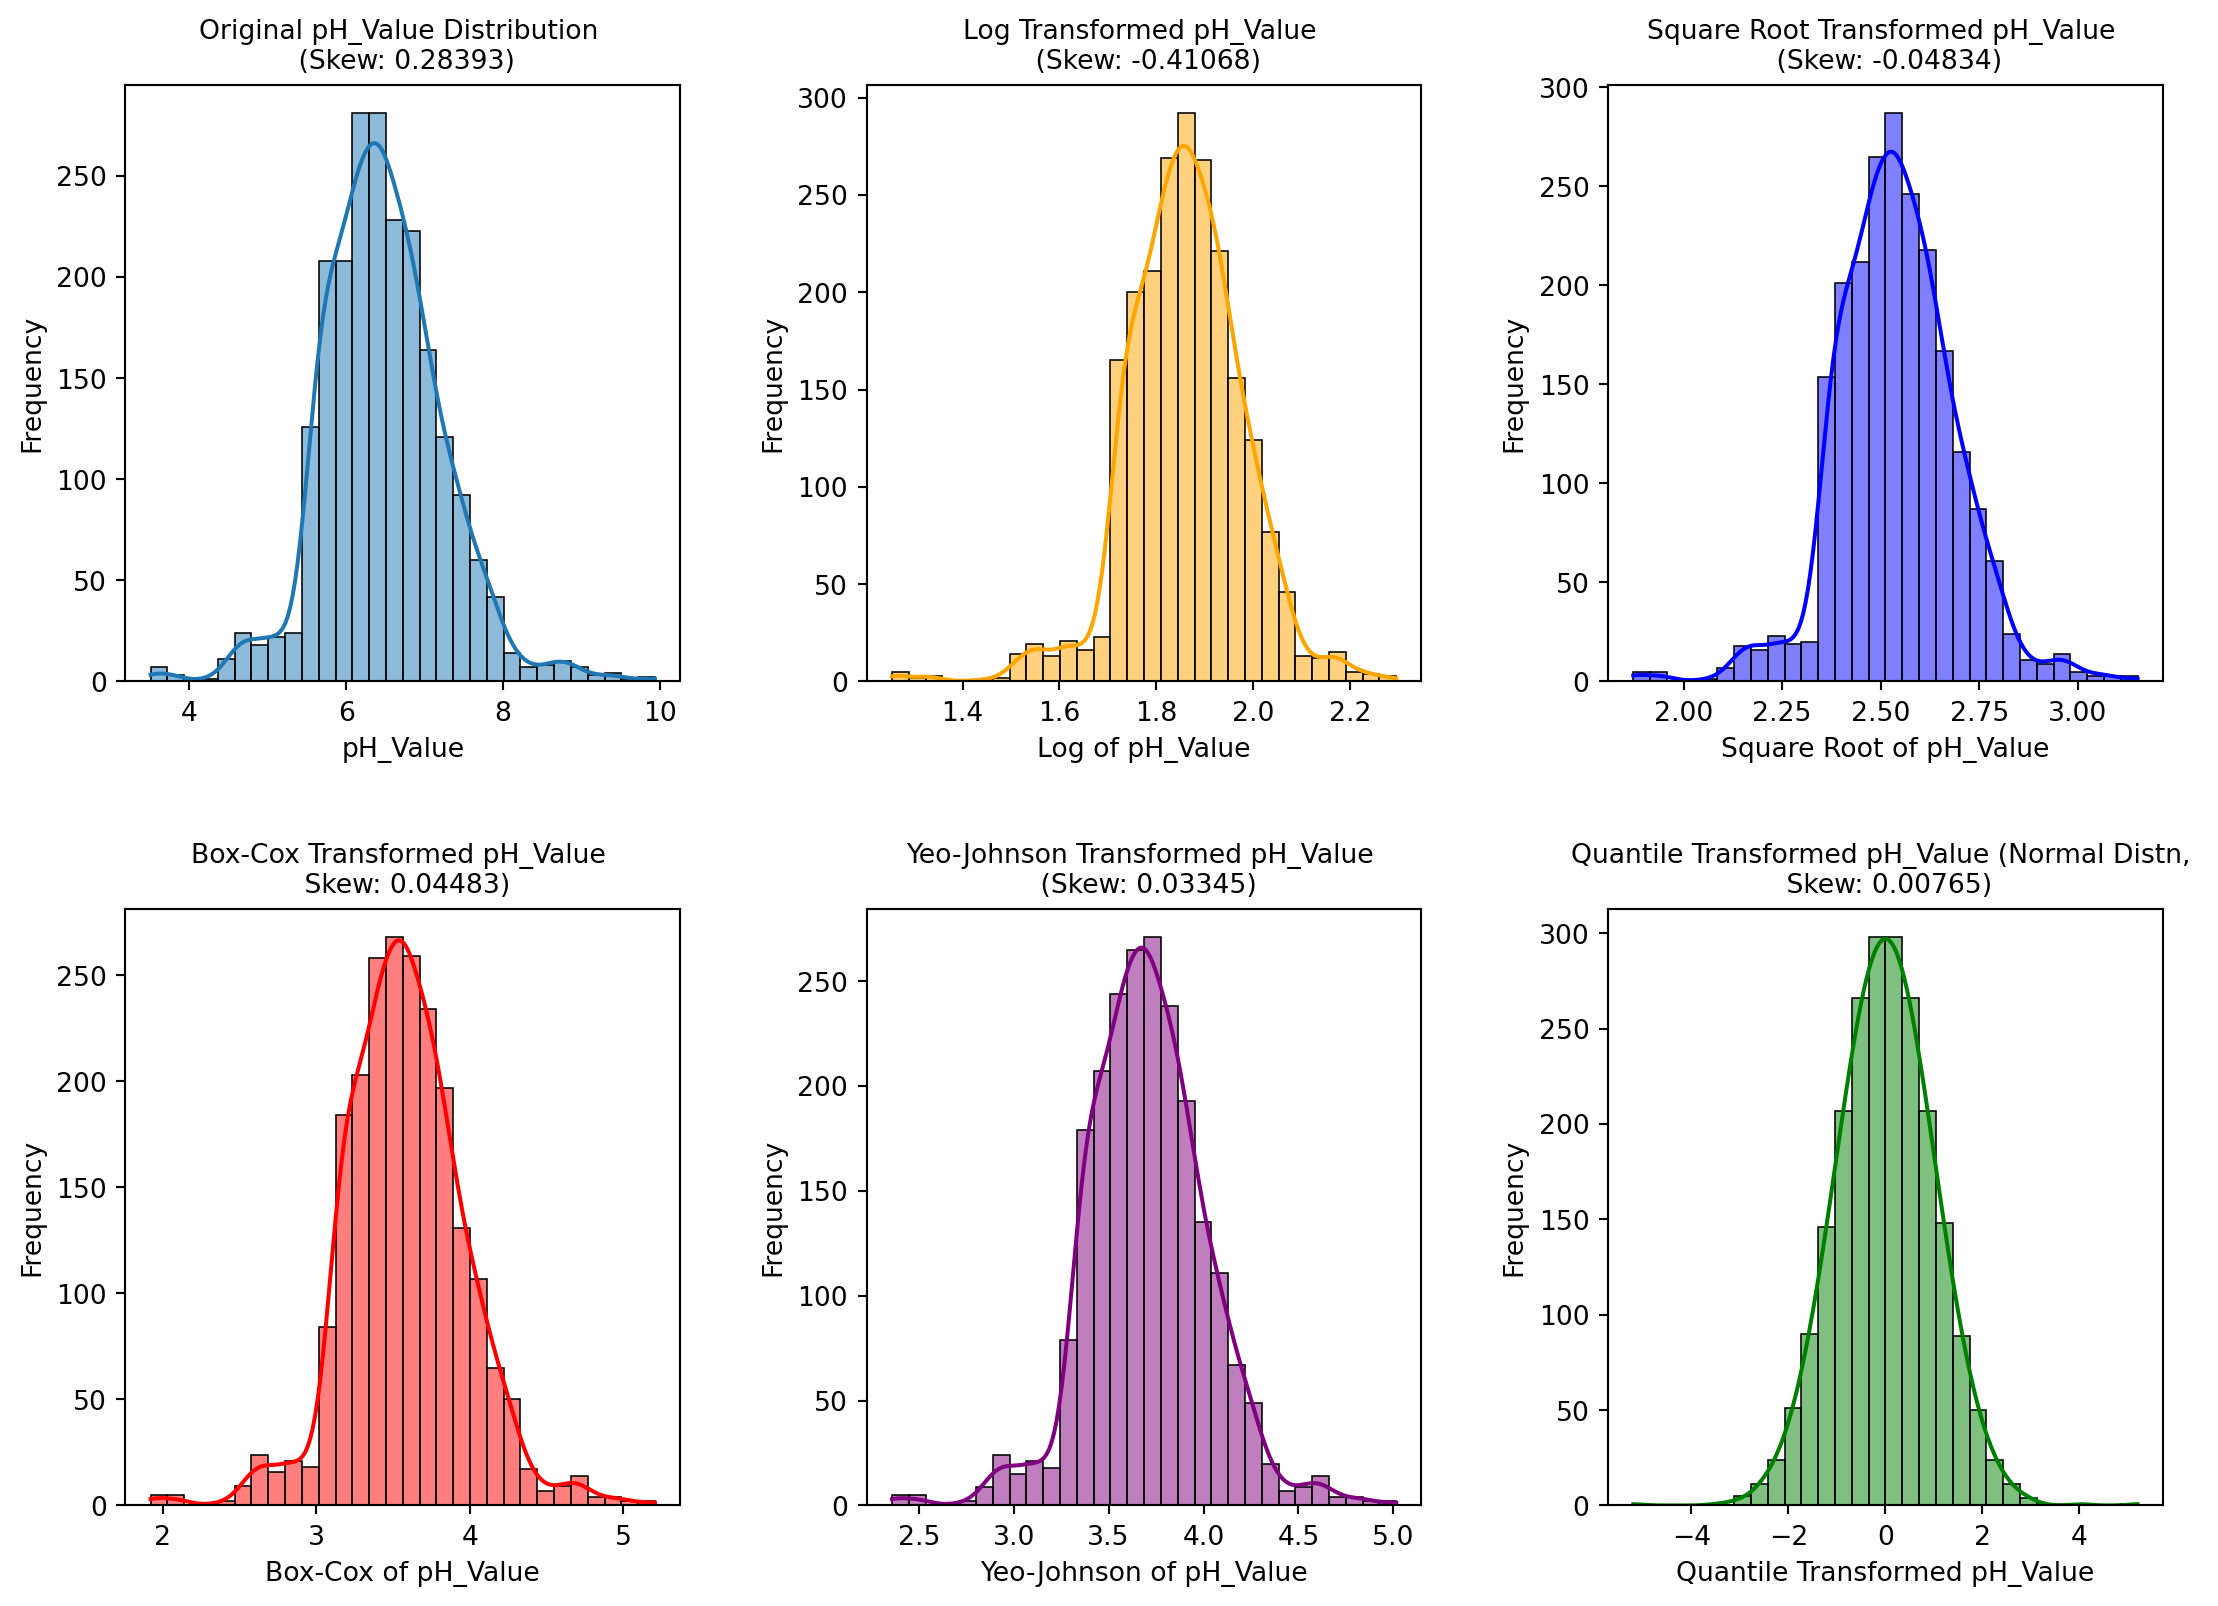 Original pH_Value Distribution
(Skew: 0.28393)
Frequency
250
200
150
100
50
0
4 6 8 10
pH_Value
Log Transformed pH_Value
(Skew: -0.41068)
Frequency
300
250
200
150
100
50
0
1.4 1.6 1.8 2.0 2.2
Log of pH_Value
Square Root Transformed pH_Value
(Skew: -0.04834)
Frequency
300
250
200
150
100
50
0
2.00 2.25 2.50 2.75 3.00
Square Root of pH_Value
Box-Cox Transformed pH_Value
Skew: 0.04483)
Frequency
250
200
150
100
50
0
2 3 4 5
Box-Cox of pH_Value
Yeo-Johnson Transformed pH_Value
(Skew: 0.03345)
Frequency
250
200
150
100
50
0
2.5 3.0 3.5 4.0 4.5 5.0
Yeo-Johnson of pH_Value
Quantile Transformed pH_Value (Normal Distn,
Skew: 0.00765)
Frequency
300
250
200
150
100
50
0
−4 −2 0 2 4
Quantile Transformed pH_Value